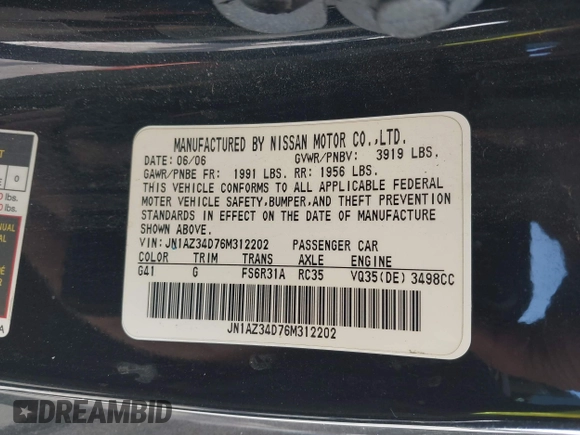 MANUFACTURED BY NISSAN MOTOR CO.,LTD.
DATE: 06/06 GVWR/PNBV: 3919 LBS.
GAWR/PNBE FR: 1991 LBS. RR: 1956 LBS.
THIS VEHICLE CONFORMS TO ALL APPLICABLE FEDERAL
MOTOR VEHICLE SAFETY,BUMPER,AND THEFT PREVENTION
STANDARDS IN EFFECT ON THE DATE OF MANUFACTURE
SHOWN ABOVE.
VIN: JN1AZ34D76M312202 PASSENGER CAR
COLOR TRIM TRANS AXLE ENGINE
G41 G FS6R31A RC35 VQ35(DE) 3498CC
JN1AZ34D76M312202
0
lbs.
lbs.
DREAMBID